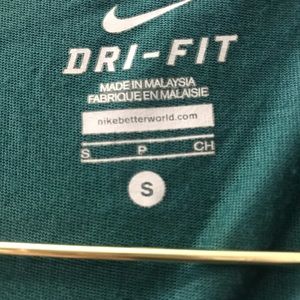 DRI-FIT
MADE IN MALAYSIA
FABRIQUE EN MALAISIE
nikebetterworld.com
S P CH
S